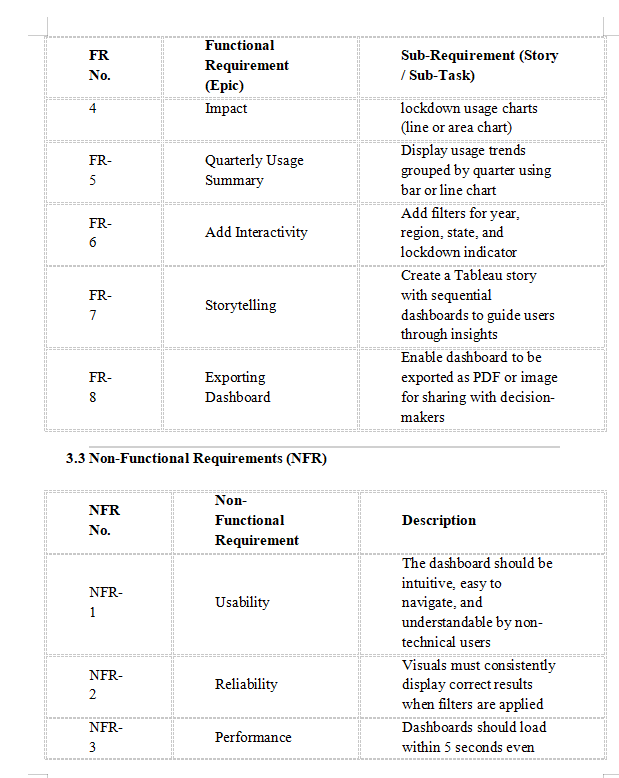 FR
No.
Functional
Requirement
(Epic)
Sub-Requirement (Story
/ Sub-Task)
4
Impact
lockdown usage charts
(line or area chart)
FR-
5
Quarterly Usage
Summary
Display usage trends
grouped by quarter using
bar or line chart
FR-
6
Add Interactivity
Add filters for year,
region, state, and
lockdown indicator
FR-
7
Storytelling
Create a Tableau story
with sequential
dashboards to guide users
through insights
FR-
8
Exporting
Dashboard
Enable dashboard to be
exported as PDF or image
for sharing with decision-
makers
3.3 Non-Functional Requirements (NFR)
NFR
No.
Non-
Functional
Requirement
Description
NFR-
1
Usability
The dashboard should be
intuitive, easy to
navigate, and
understandable by non-
technical users
NFR-
2
Reliability
Visuals must consistently
display correct results
when filters are applied
NFR-
3
Performance
Dashboards should load
within 5 seconds even